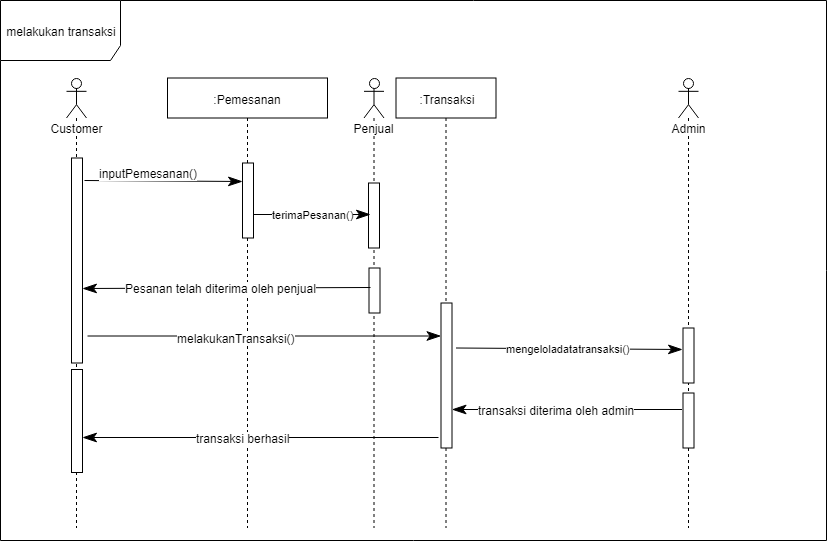 melakukan transaksi
:Pemesanan
:Transaksi
Customer
Penjual
Admin
inputPemesanan()
terimaPesanan()
Pesanan telah diterima oleh penjual
melakukanTransaksi()
mengeloladatatransaksi()
transaksi diterima oleh admin
transaksi berhasil